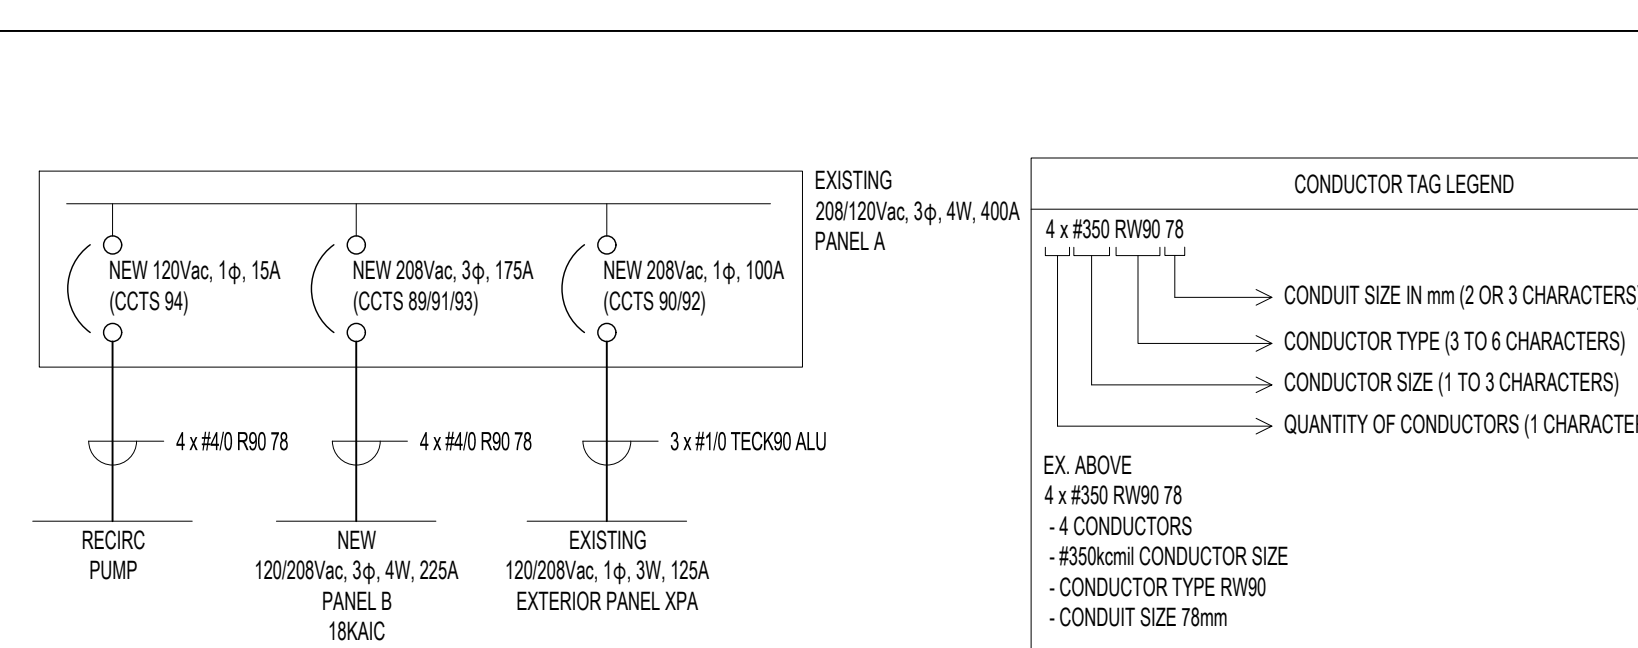 EXISTING
208/120Vac, 3ϕ, 4W, 400A
PANEL A
NEW 120Vac, 1ϕ, 15A
(CCTS 94)
NEW 208Vac, 3ϕ, 175A
(CCTS 89/91/93)
NEW 208Vac, 1ϕ, 100A
(CCTS 90/92)
4 x #4/0 R90 78
4 x #4/0 R90 78
3 x #1/0 TECK90 ALU
RECIRC
PUMP
NEW
120/208Vac, 3ϕ, 4W, 225A
PANEL B
18KAIC
EXISTING
120/208Vac, 1ϕ, 3W, 125A
EXTERIOR PANEL XPA
CONDUCTOR TAG LEGEND
4 x #350 RW90 78
CONDUIT SIZE IN mm (2 OR 3 CHARACTERS)
CONDUCTOR TYPE (3 TO 6 CHARACTERS)
CONDUCTOR SIZE (1 TO 3 CHARACTERS)
QUANTITY OF CONDUCTORS (1
EX. ABOVE
4 x #350 RW90 78
- 4 CONDUCTORS
- #350kcmil CONDUCTOR SIZE
- CONDUCTOR TYPE RW90
- CONDUIT SIZE 78mm